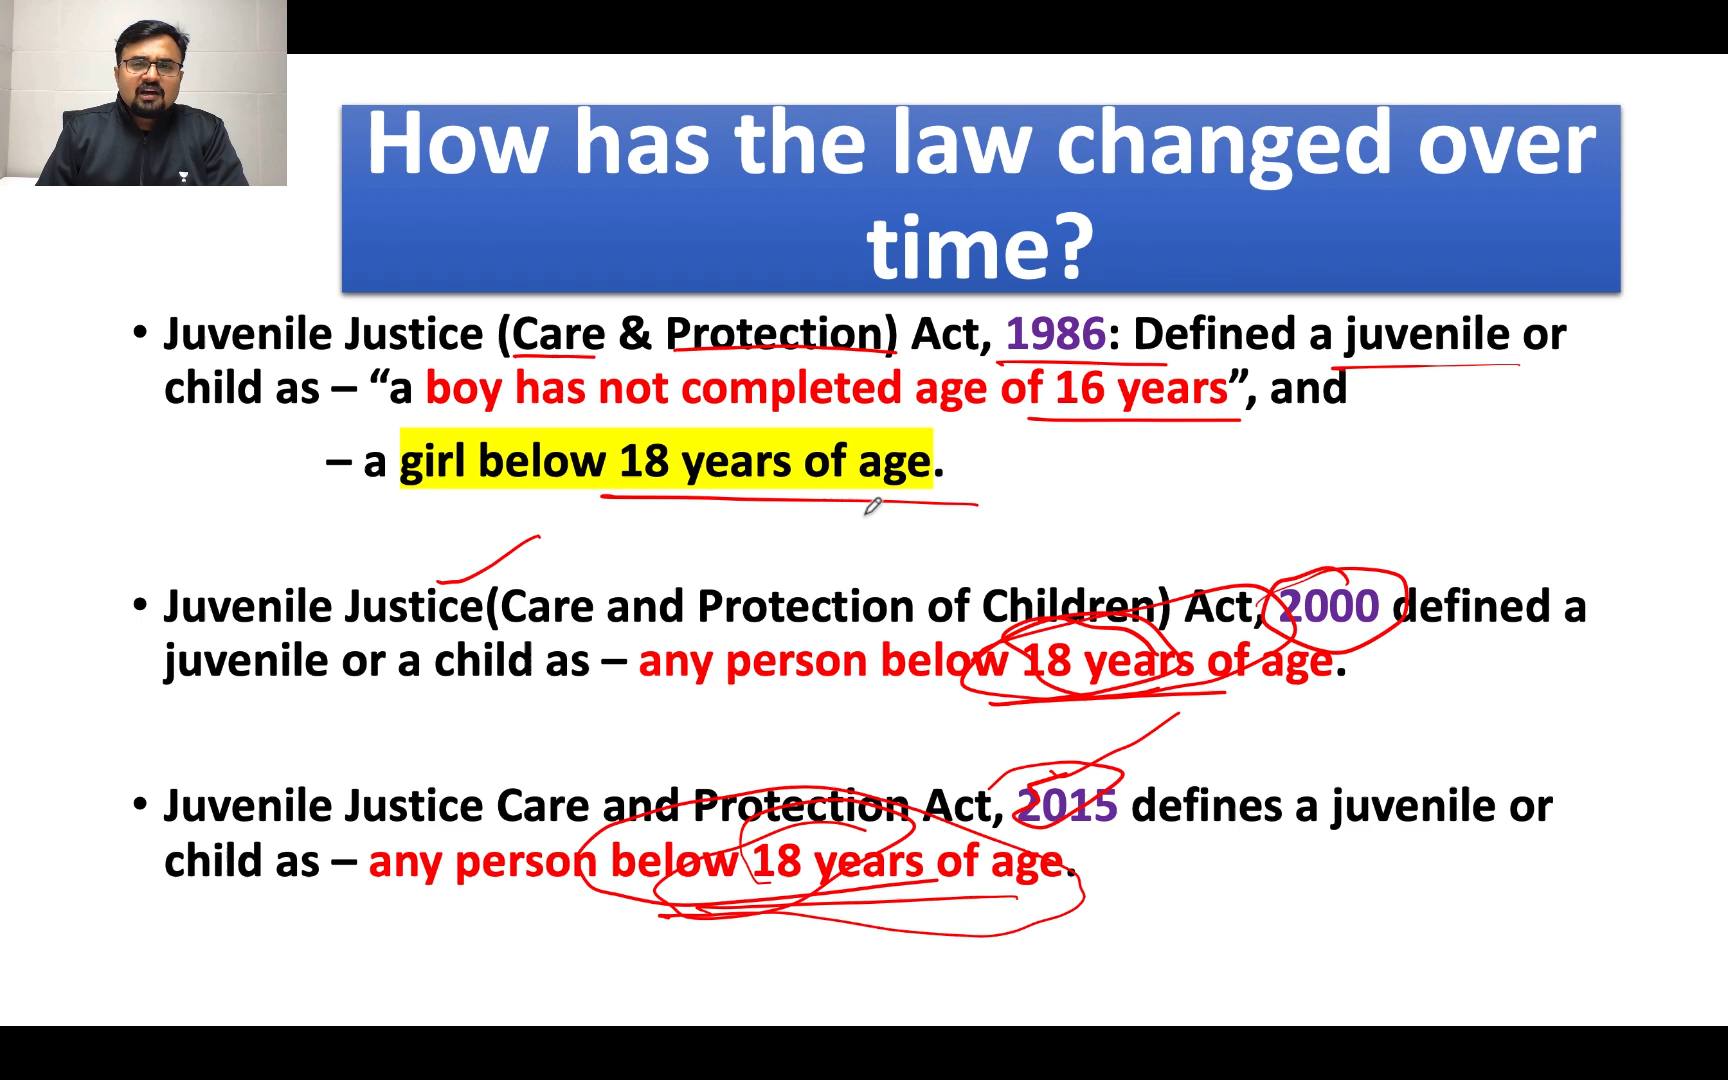 How has the law changed over
time?
• Juvenile Justice (Care & Protection) Act, 1986: Defined a juvenile or
child as – “a boy has not completed age of 16 years”, and
– a girl below 18 years of age.
• Juvenile Justice(Care and Protection of Children) Act, 2000 defined a
juvenile or a child as – any person below 18 years of age.
• Juvenile Justice Care and Protection Act, 2015 defines a juvenile or
child as – any person below 18 years of age.